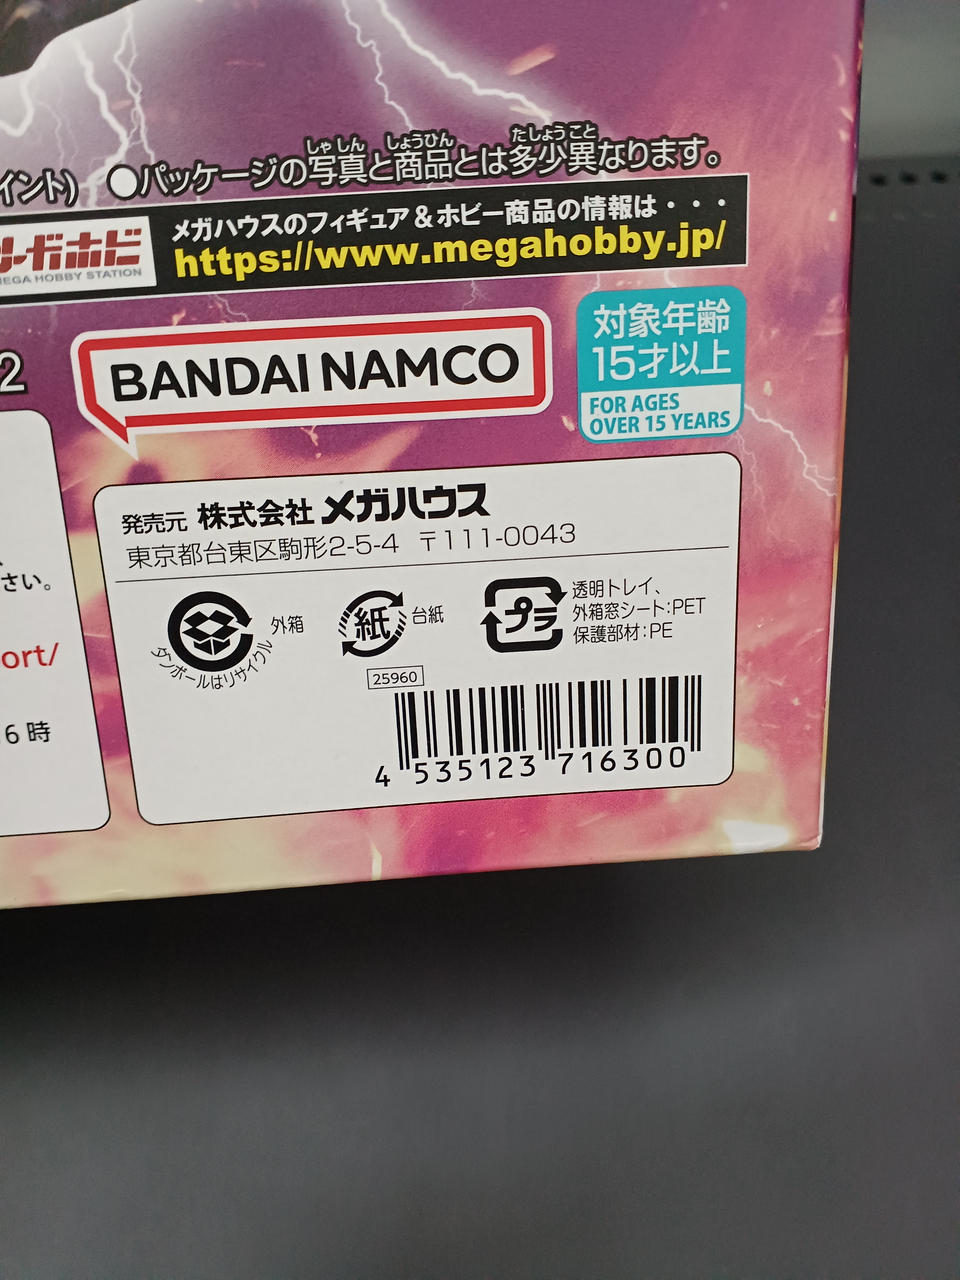 イント) ●パッケージの写真と商品とは多少異なります。
しゃしん しょうひん たしょうこと
メガホビ
MEGA HOBBY STATION
メガハウスのフィギュア&ホビー商品の情報は・・・
https://www.megahobby.jp/
2
BANDAI NAMCO
対象年齢
15才以上
FOR AGES
OVER 15 YEARS
さい。
ort/
6時
発売元 株式会社メガハウス
東京都台東区駒形2-5-4 〒111-0043
外箱
ダンボールはリサイクル
紙
台紙
プラ
透明トレイ、
外箱窓シート:PET
保護部材:PE
25960
4 535123 716300